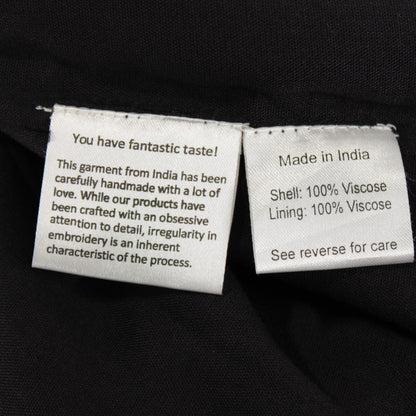 You have fantastic taste!
This garment from India has been
carefully handmade with a lot of
love. While our products have
been crafted with an obsessive
attention to detail, irregularity in
embroidery is an inherent
characteristic of the process.
Made in India
Shell: 100% Viscose
Lining: 100% Viscose
See reverse for care